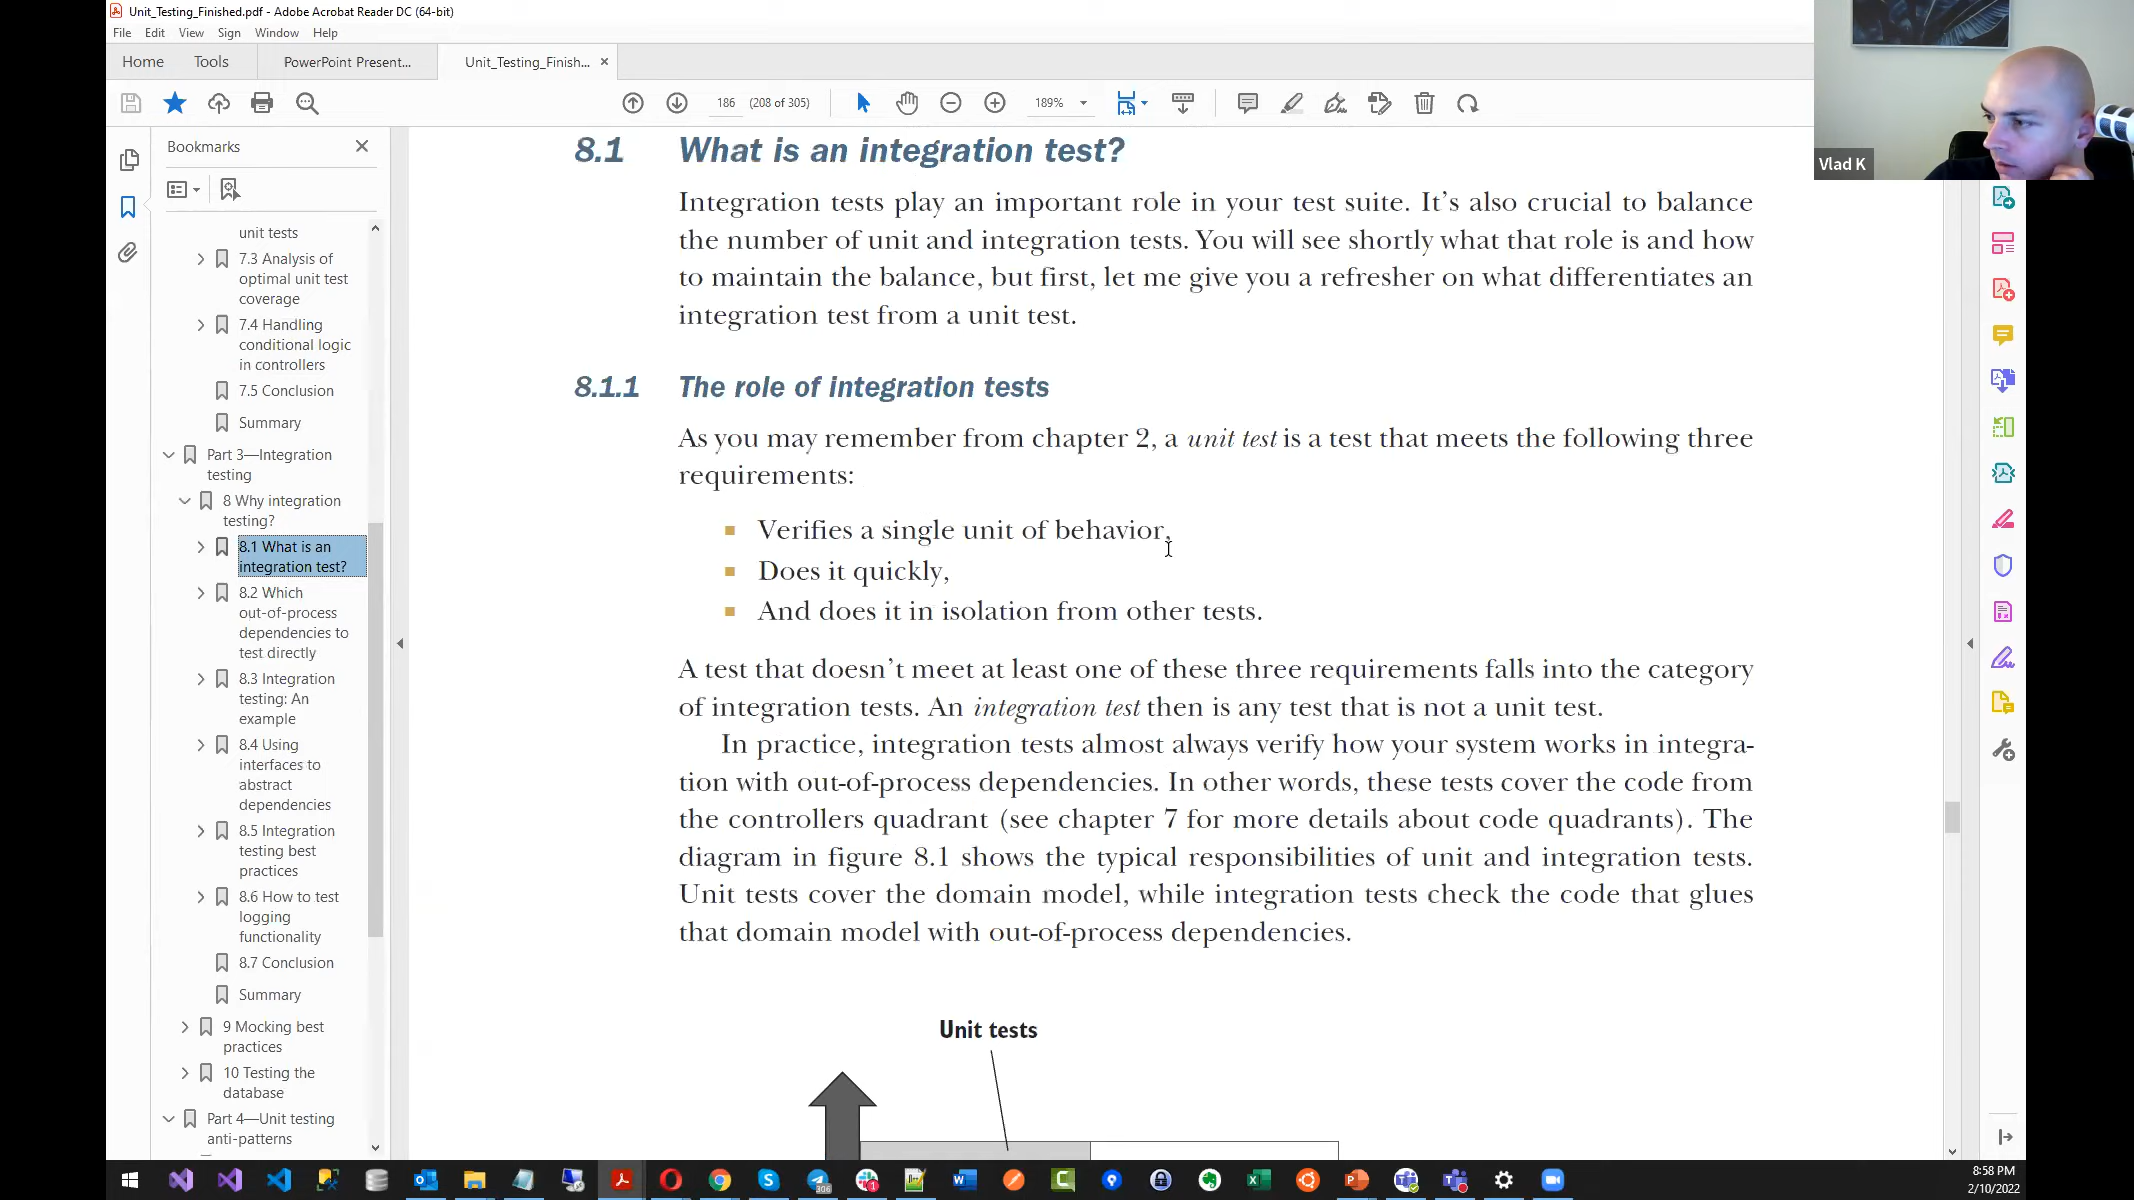 Unit_Testing_Finished.pdf - Adobe Acrobat Reader DC (64-bit)
File Edit View Sign Window Help
Home Tools PowerPoint Present... Unit_Testing_Finish... ×
186 (208 of 305) 189%
Vlad K
Bookmarks
unit tests
7.3 Analysis of
optimal unit test
coverage
7.4 Handling
conditional logic
in controllers
7.5 Conclusion
Summary
Part 3—Integration
testing
8 Why integration
testing?
8.1 What is an
integration test?
8.2 Which
out-of-process
dependencies to
test directly
8.3 Integration
testing: An
example
8.4 Using
interfaces to
abstract
dependencies
8.5 Integration
testing best
practices
8.6 How to test
logging
functionality
8.7 Conclusion
Summary
9 Mocking best
practices
10 Testing the
database
Part 4—Unit testing
anti-patterns
8.1 What is an integration test?
Integration tests play an important role in your test suite. It’s also crucial to balance
the number of unit and integration tests. You will see shortly what that role is and how
to maintain the balance, but first, let me give you a refresher on what differentiates an
integration test from a unit test.
8.1.1 The role of integration tests
As you may remember from chapter 2, a unit test is a test that meets the following three
requirements:
■ Verifies a single unit of behavior,
■ Does it quickly,
■ And does it in isolation from other tests.
A test that doesn’t meet at least one of these three requirements falls into the category
of integration tests. An integration test then is any test that is not a unit test.
In practice, integration tests almost always verify how your system works in integra-
tion with out-of-process dependencies. In other words, these tests cover the code from
the controllers quadrant (see chapter 7 for more details about code quadrants). The
diagram in figure 8.1 shows the typical responsibilities of unit and integration tests.
Unit tests cover the domain model, while integration tests check the code that glues
that domain model with out-of-process dependencies.
Unit tests
306
8:58 PM
2/10/2022